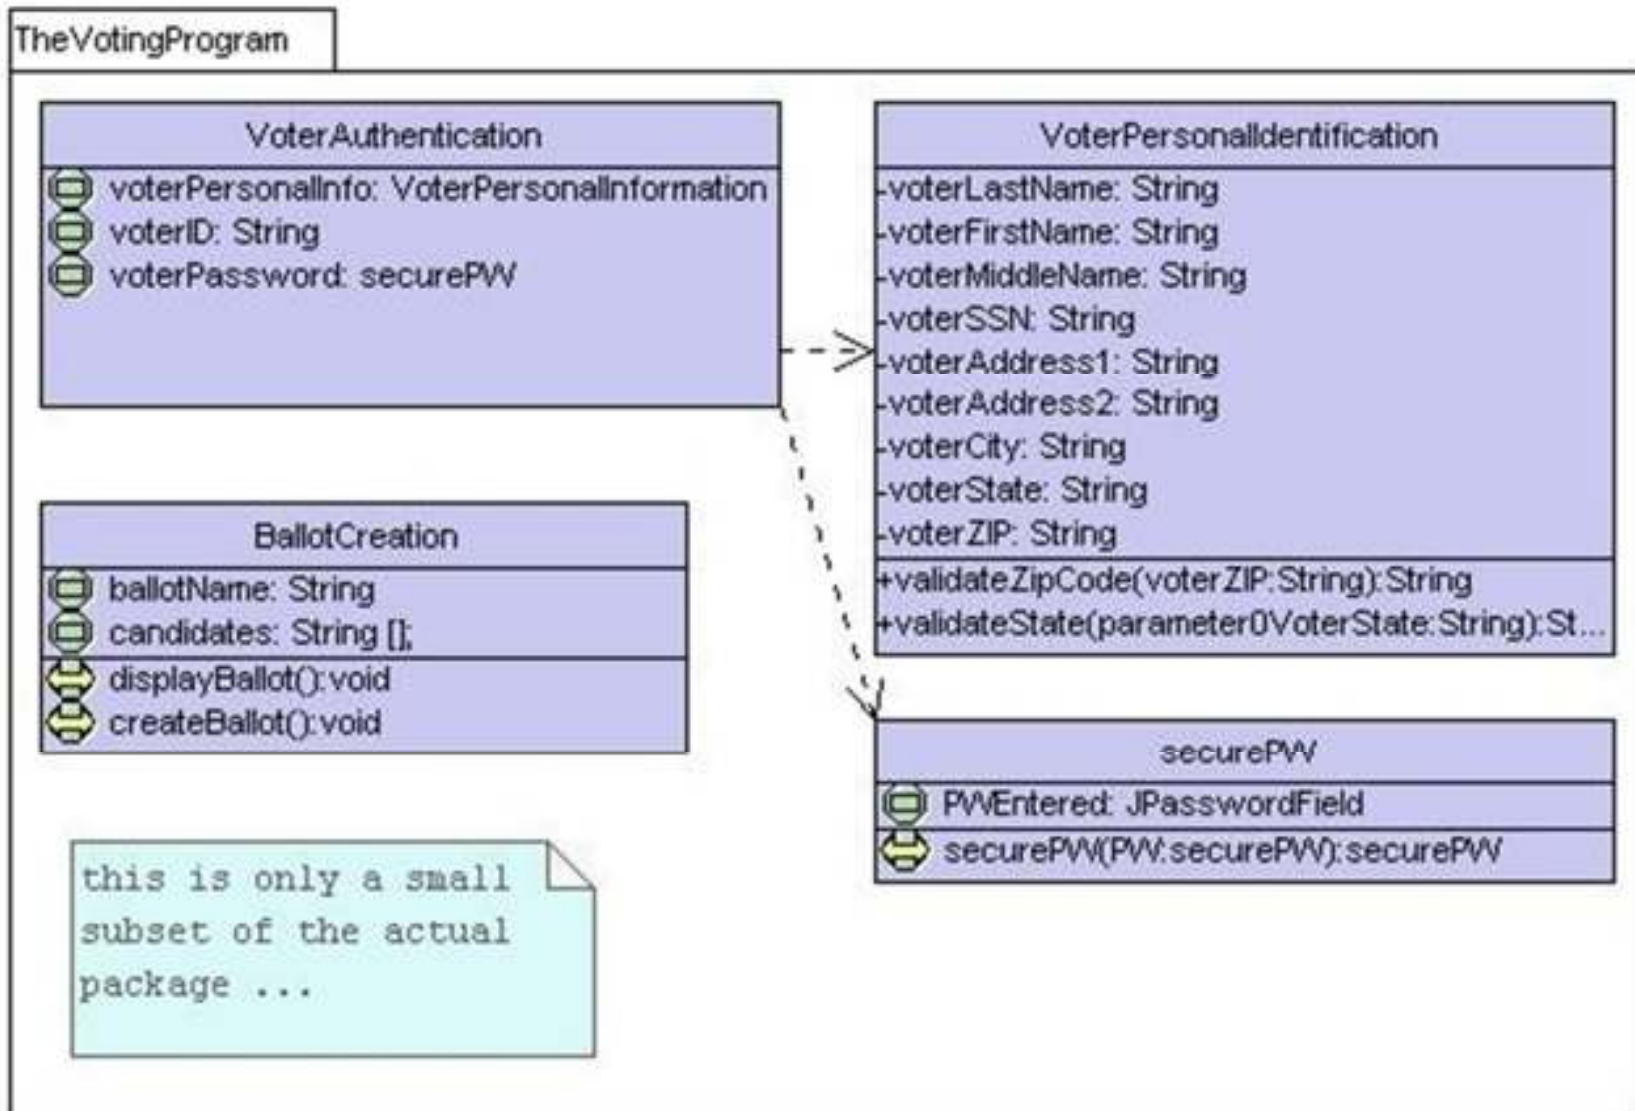 TheVotingProgram
VoterAuthentication
voterPersonalInfo: VoterPersonalInformation
voterID: String
voterPassword: securePW
VoterPersonalIdentification
-voterLastName: String
-voterFirstName: String
-voterMiddleName: String
-voterSSN: String
-voterAddress1: String
-voterAddress2: String
-voterCity: String
-voterState: String
-voterZIP: String
+validateZipCode(voterZIP:String):String
+validateState(parameter0VoterState:String):St...
BallotCreation
ballotName: String
candidates: String [];
displayBallot():void
createBallot():void
securePW
PWEntered: JPasswordField
securePW(PW:securePW):securePW
this is only a small
subset of the actual
package ...